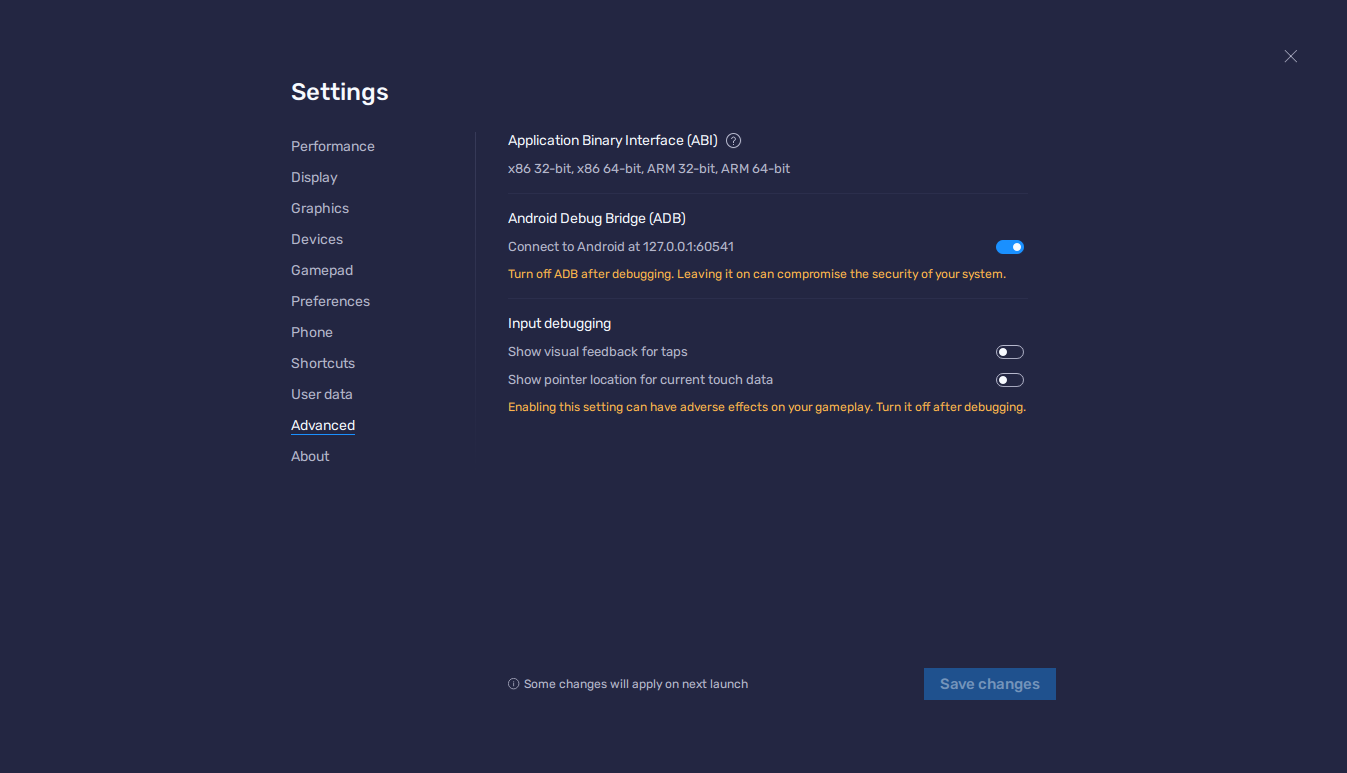 Settings
Performance
Display
Graphics
Devices
Gamepad
Preferences
Phone
Shortcuts
User data
Advanced
About
Application Binary Interface (ABI)
x86 32-bit, x86 64-bit, ARM 32-bit, ARM 64-bit
Android Debug Bridge (ADB)
Connect to Android at 127.0.0.1:60541
Turn off ADB after debugging. Leaving it on can compromise the security of your system.
Input debugging
Show visual feedback for taps
Show pointer location for current touch data
Enabling this setting can have adverse effects on your gameplay. Turn it off after debugging.
Some changes will apply on next launch
Save changes